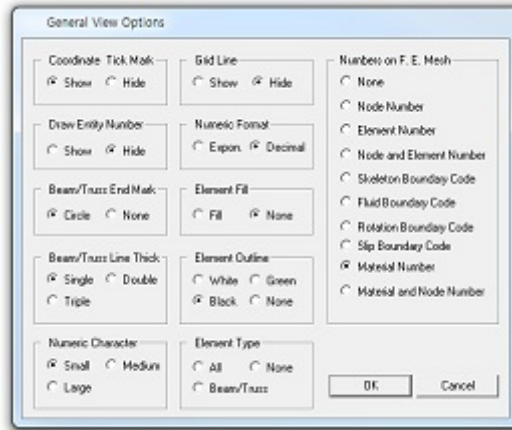 General View Options
Coordinate Tick Mark
Show Hide
Draw Entity Number
Show Hide
Beam/Truss End Mark
Circle None
Beam/Truss Line Thick
Single Double
Triple
Numeric Character
Small Medium
Large
Grid Line
Show Hide
Numeric Format
Expon. Decimal
Element Fill
Fill None
Element Outline
White Green
Black None
Element Type
All None
Beam/Truss
Numbers on F. E. Mesh
None
Node Number
Element Number
Node and Element Number
Skeleton Boundary Code
Fluid Boundary Code
Rotation Boundary Code
Slip Boundary Code
Material Number
Material and Node Number
OK Cancel